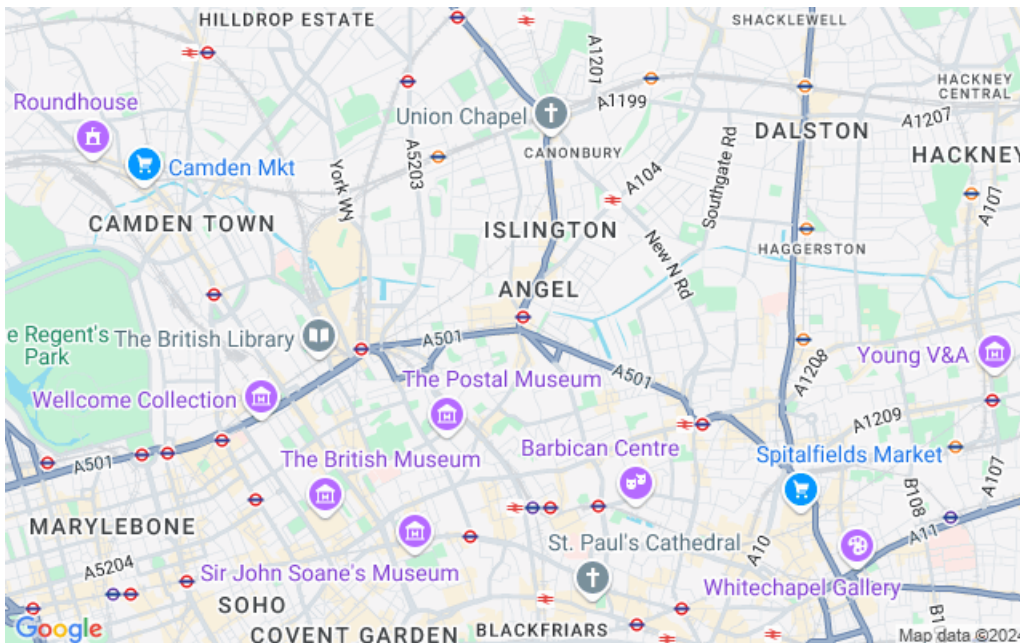 HILLDROP ESTATE
SHACKLEWELL
A1201
HACKNEY
CENTRAL
Roundhouse
Union Chapel
A1199
A1207
DALSTON
Camden Mkt
York Wy
A5203
CANONBURY
A104
Southgate Rd
HACKNEY
A107
CAMDEN TOWN
ISLINGTON
New N Rd
HAGGERSTON
ANGEL
e Regent's
Park
The British Library
A501
A501
A1208
Young V&A
Wellcome Collection
The Postal Museum
A1209
A501
The British Museum
Barbican Centre
Spitalfields Market
A107
B108
MARYLEBONE
St. Paul's Cathedral
A10
A11
A5204
Sir John Soane's Museum
Whitechapel Gallery
SOHO
Google
COVENT GARDEN
BLACKFRIARS
Map data ©202